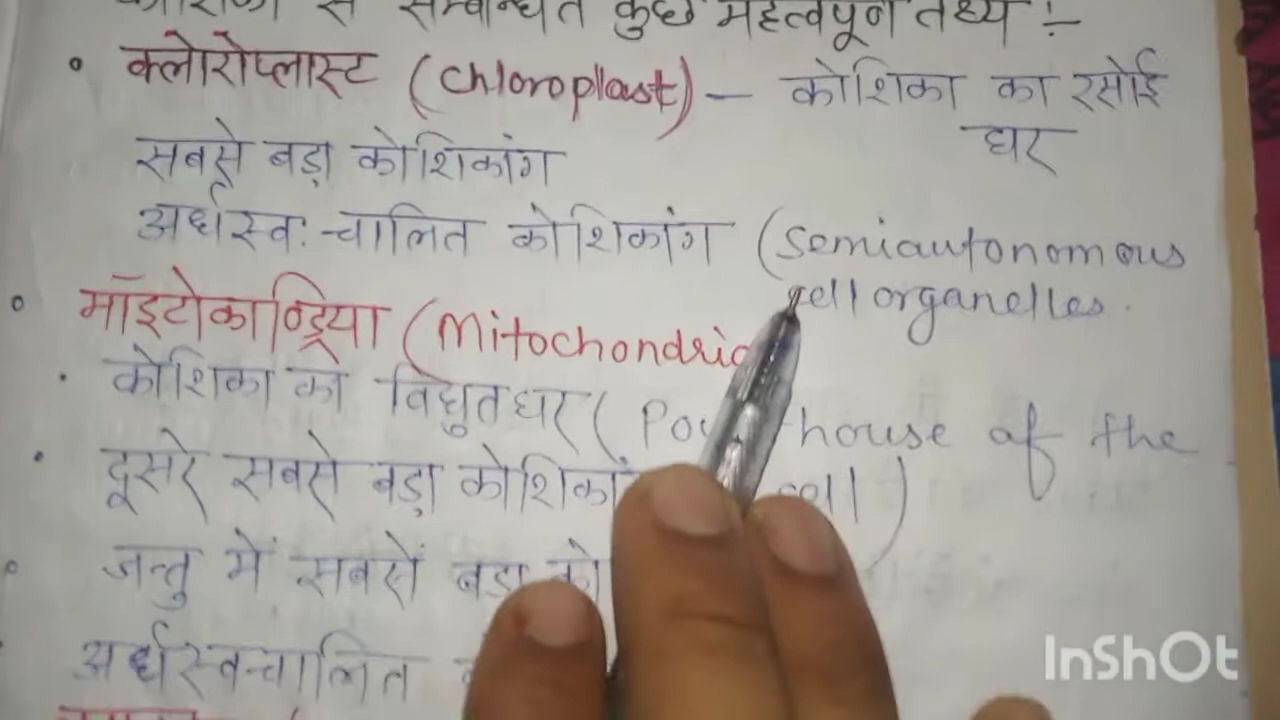 कोशिका से सम्बन्धित कुछ महत्वपूर्ण तथ्य :-
• क्लोरोप्लास्ट (Chloroplast) — कोशिका का रसोई
घर
सबसे बड़ा कोशिकांग
अर्धस्व: चालित कोशिकांग (Semiautonomous
cell organelles.
• मॉइटोकाण्ड्रिया (Mitochondria
• कोशिका का विधुतघर ( house of the
cell)
• दूसरे सबसे बड़ा
• जन्तु में सबसें बड़ा
• अर्धस्वचालित
InShOt